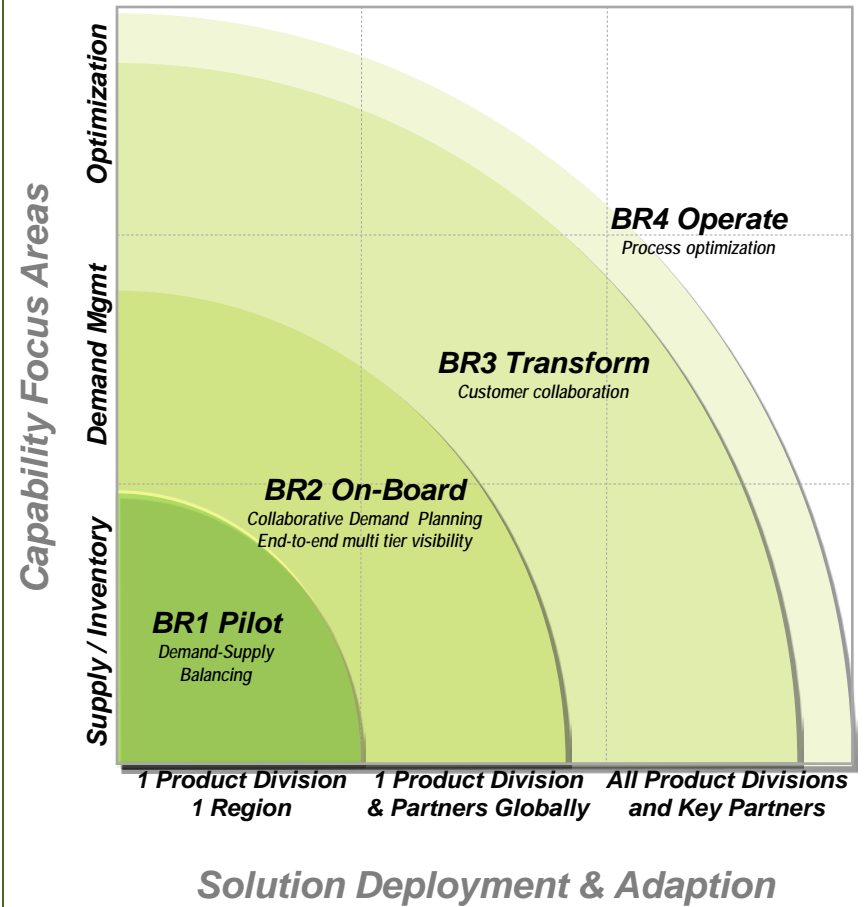 Capability Focus Areas
Optimization
Demand Mgmt
Supply / Inventory
BR4 Operate
Process optimization
BR3 Transform
Customer collaboration
BR2 On-Board
Collaborative Demand Planning
End-to-end multi tier visibility
BR1 Pilot
Demand-Supply
Balancing
1 Product Division
1 Region
1 Product Division
& Partners Globally
All Product Divisions
and Key Partners
Solution Deployment & Adaption